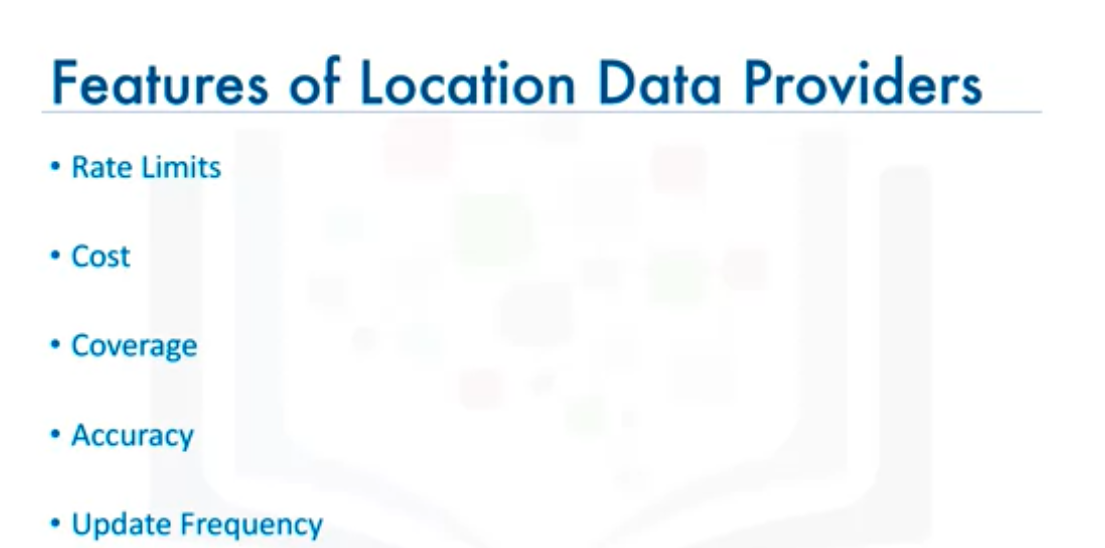 Features of Location Data Providers
• Rate Limits
• Cost
• Coverage
• Accuracy
• Update Frequency